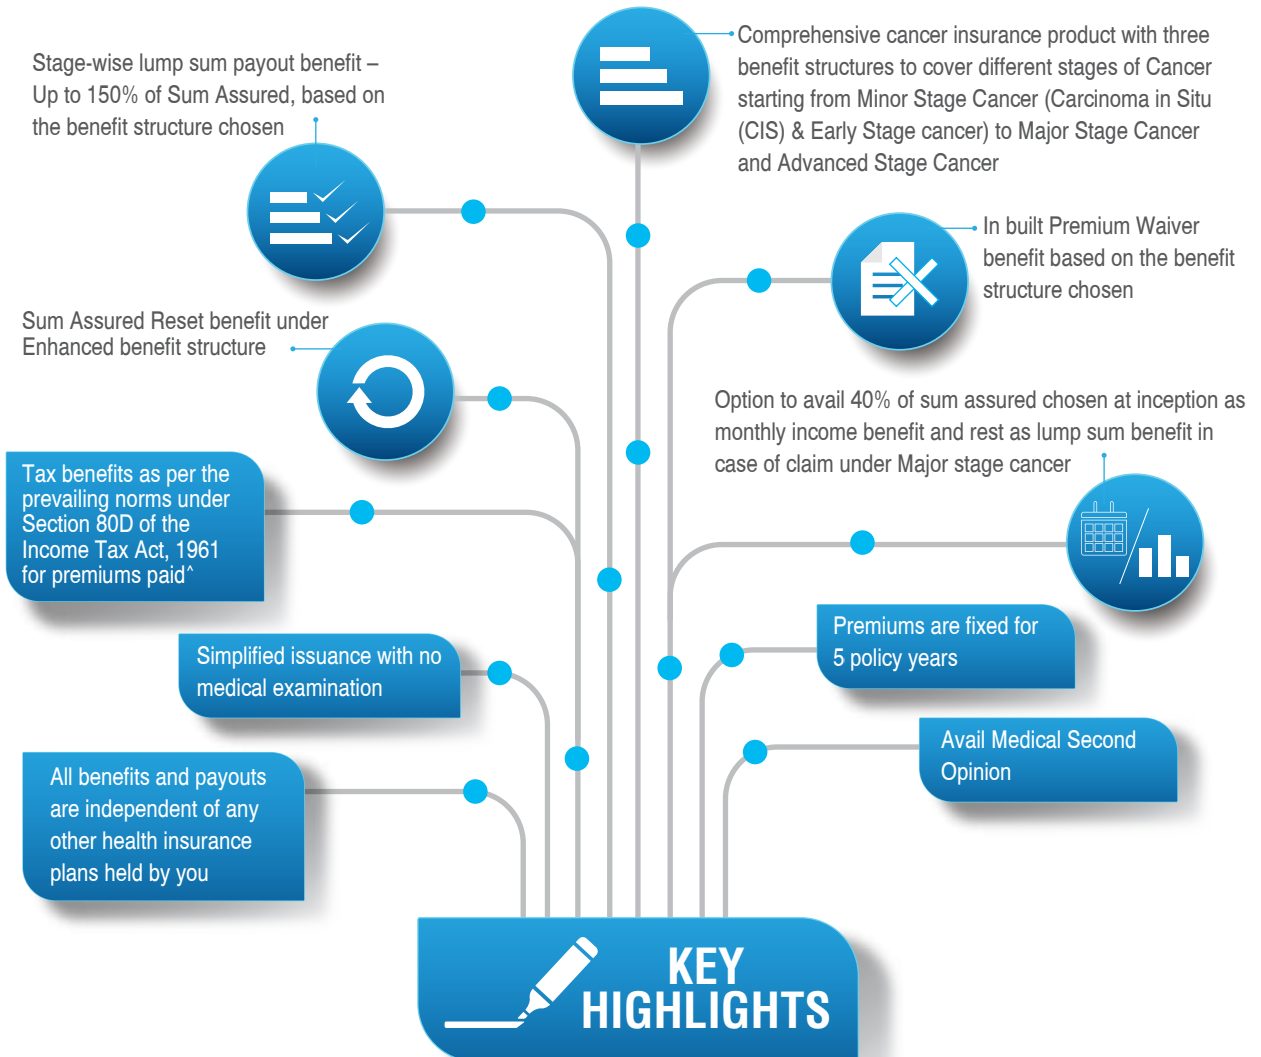 Stage-wise lump sum payout benefit –
Up to 150% of Sum Assured, based on
the benefit structure chosen
Comprehensive cancer insurance product with three
benefit structures to cover different stages of Cancer
starting from Minor Stage Cancer (Carcinoma in Situ
(CIS) & Early Stage cancer) to Major Stage Cancer
and Advanced Stage Cancer
In built Premium Waiver
benefit based on the benefit
structure chosen
Sum Assured Reset benefit under
Enhanced benefit structure
Option to avail 40% of sum assured chosen at inception as
monthly income benefit and rest as lump sum benefit in
case of claim under Major stage cancer
Tax benefits as per the
prevailing norms under
Section 80D of the
Income Tax Act, 1961
for premiums paid^
Premiums are fixed for
5 policy years
Simplified issuance with no
medical examination
Avail Medical Second
Opinion
All benefits and payouts
are independent of any
other health insurance
plans held by you
KEY
HIGHLIGHTS